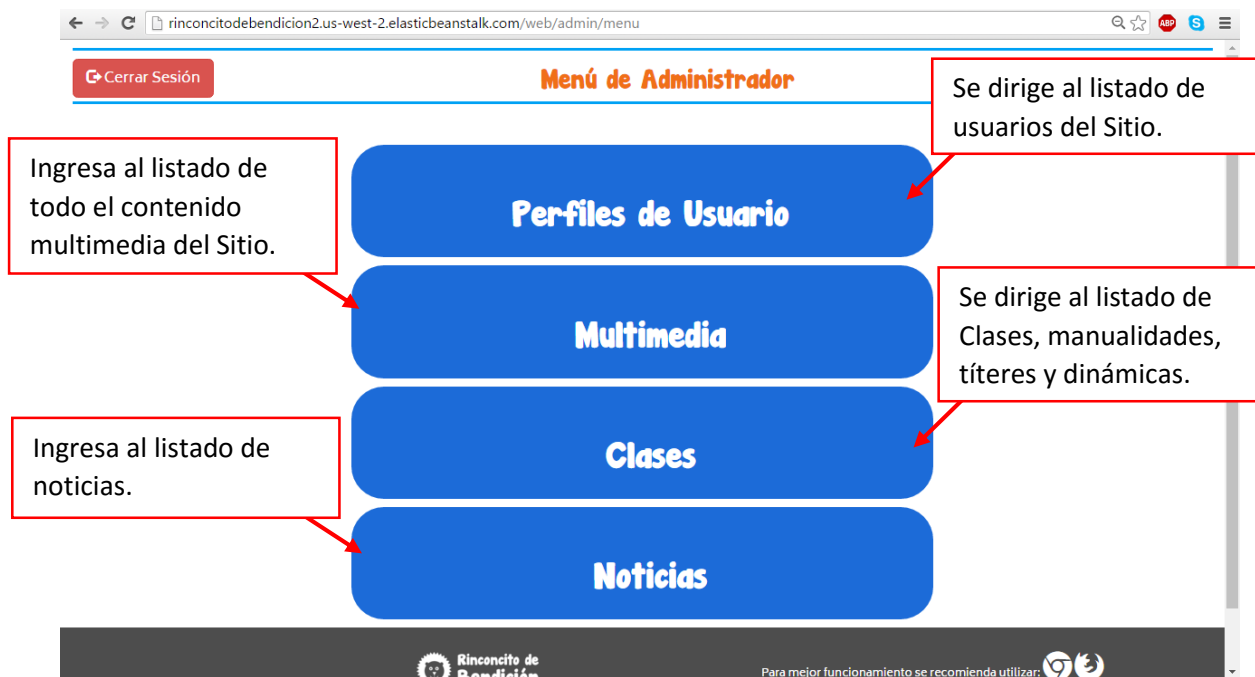 rinconcitodebendicion2.us-west-2.elasticbeanstalk.com/web/admin/menu
ABP
S
Cerrar Sesión
Menú de Administrador
Se dirige al listado de
usuarios del Sitio.
Ingresa al listado de
todo el contenido
multimedia del Sitio.
Perfiles de Usuario
Multimedia
Se dirige al listado de
Clases, manualidades,
títeres y dinámicas.
Clases
Ingresa al listado de
noticias.
Noticias
Rinconcito de
Bendición
Para mejor funcionamiento se recomienda utilizar: